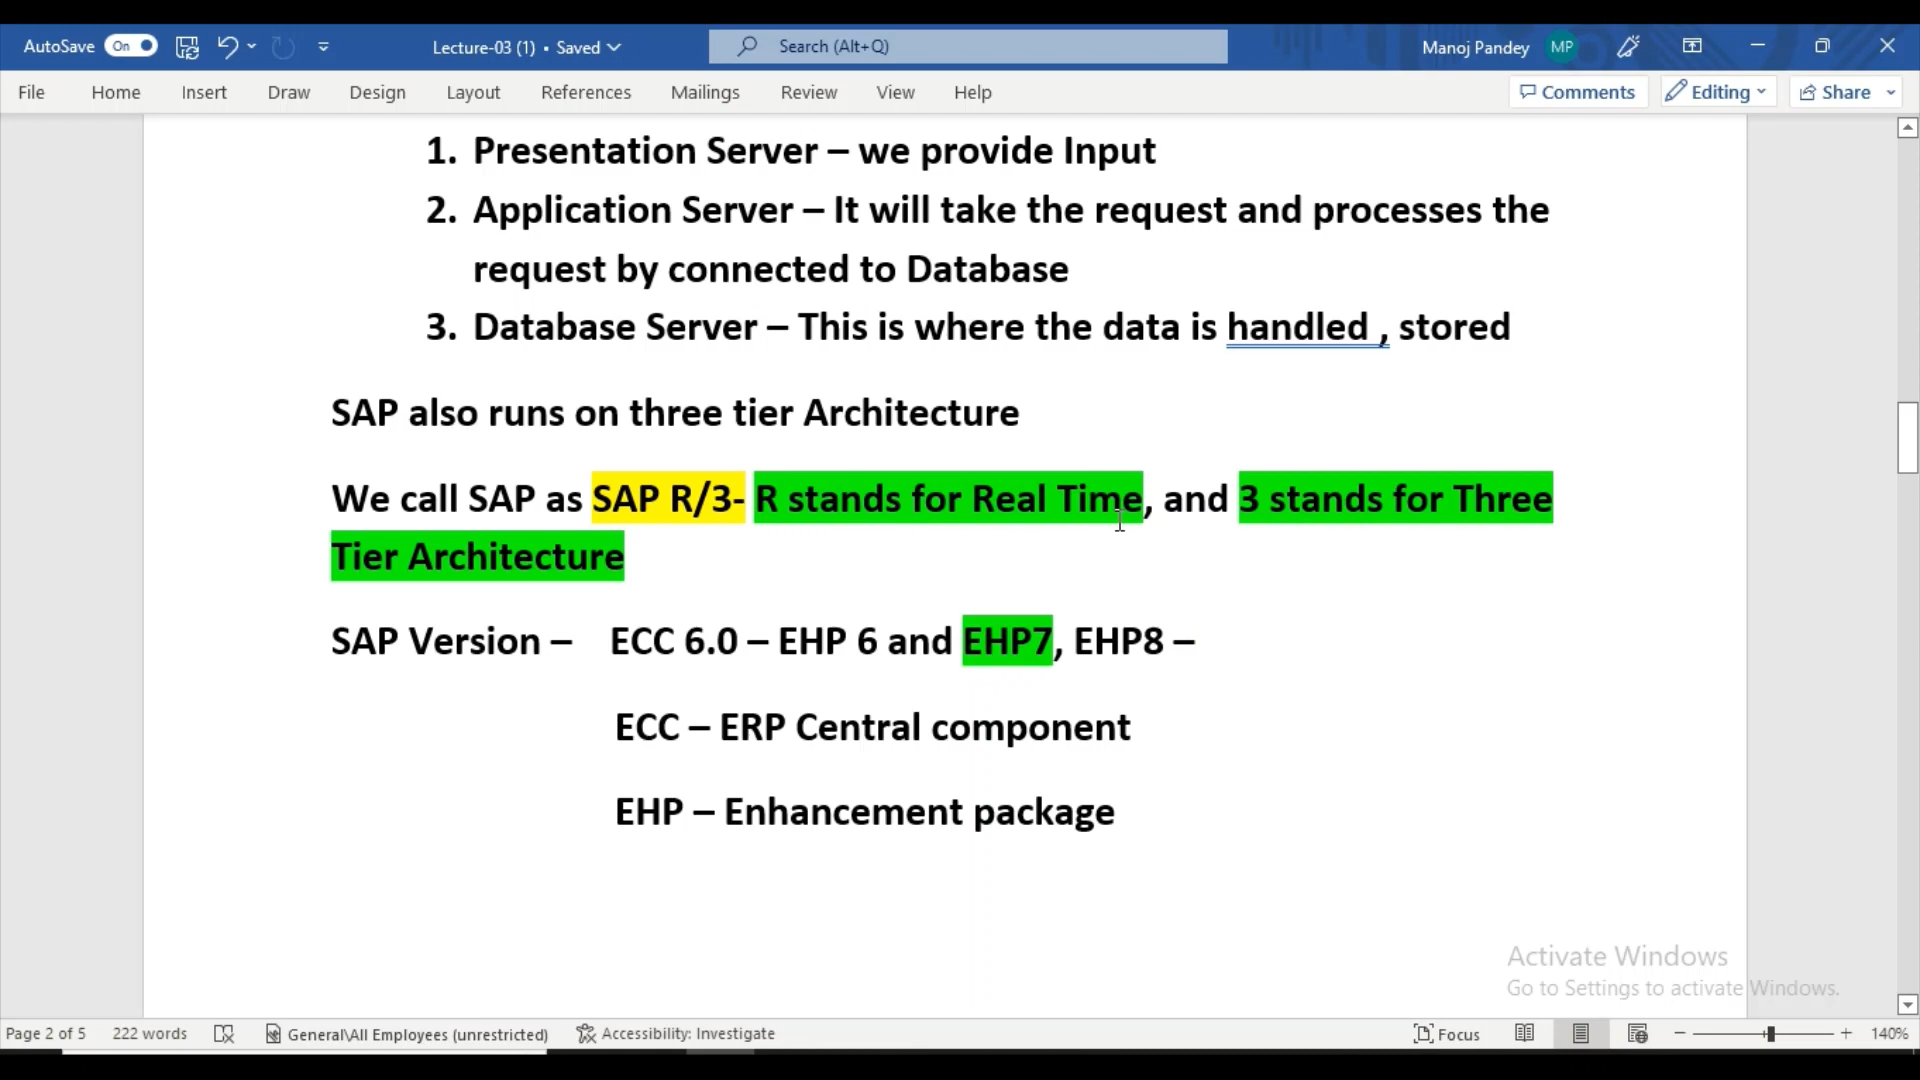 AutoSave On Lecture-03 (1) • Saved Search (Alt+Q) Manoj Pandey MP
File Home Insert Draw Design Layout References Mailings Review View Help Comments Editing Share
1. Presentation Server – we provide Input
2. Application Server – It will take the request and processes the
request by connected to Database
3. Database Server – This is where the data is handled , stored
SAP also runs on three tier Architecture
We call SAP as SAP R/3- R stands for Real Time, and 3 stands for Three
Tier Architecture
SAP Version – ECC 6.0 – EHP 6 and EHP7, EHP8 –
ECC – ERP Central component
EHP – Enhancement package
Activate Windows
Go to Settings to activate Windows.
Page 2 of 5 222 words General\All Employees (unrestricted) Accessibility: Investigate Focus 140%